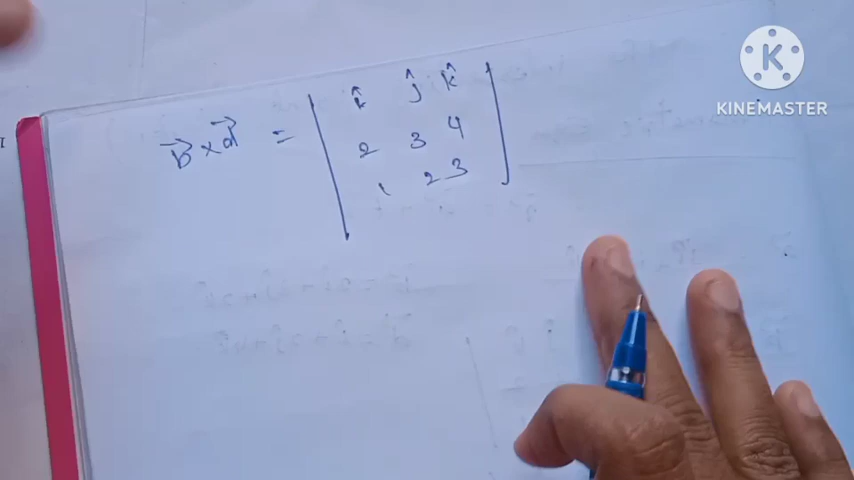 k̂ ĵ k̂
b⃗ × d⃗ = 2 3 4
1 2 3
KINEMASTER